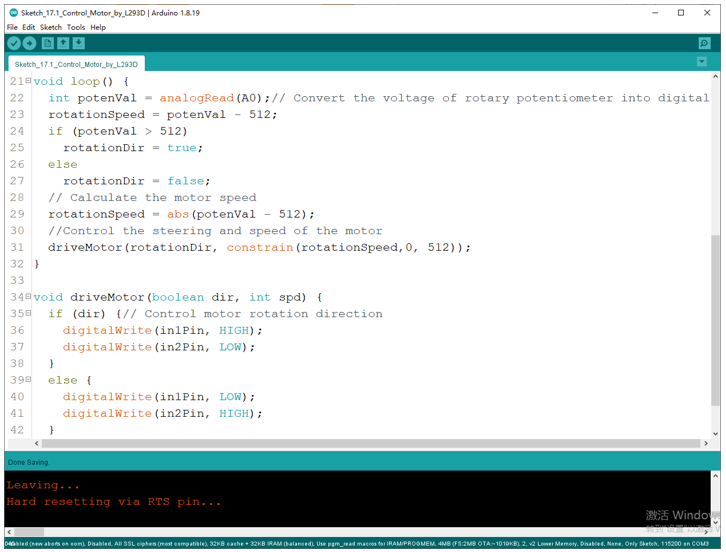 Sketch_17.1_Control_Motor_by_L293D | Arduino 1.8.19
File Edit Sketch Tools Help
Sketch_17.1_Control_Motor_by_L293D
21 void loop() {
22 int potenVal = analogRead(A0);// Convert the voltage of rotary potentiometer into digital
23 rotationSpeed = potenVal - 512;
24 if (potenVal > 512)
25 rotationDir = true;
26 else
27 rotationDir = false;
28 // Calculate the motor speed
29 rotationSpeed = abs(potenVal - 512);
30 //Control the steering and speed of the motor
31 driveMotor(rotationDir, constrain(rotationSpeed,0, 512));
32 }
33
34 void driveMotor(boolean dir, int spd) {
35 if (dir) {// Control motor rotation direction
36 digitalWrite(in1Pin, HIGH);
37 digitalWrite(in2Pin, LOW);
38 }
39 else {
40 digitalWrite(in1Pin, LOW);
41 digitalWrite(in2Pin, HIGH);
42 }
Done Saving.
Leaving...
Hard resetting via RTS pin...
激活 Window
(new aborts on oom), Disabled, All SSL ciphers (most compatible), 32KB cache + 32KB IRAM (balanced), Use pgm_read macros for IRAM/PROGMEM, 4MB (FS:2MB OTA:~1019KB), 2, v2 Lower Memory, Disabled, None, Only Sketch, 115200 on COM3